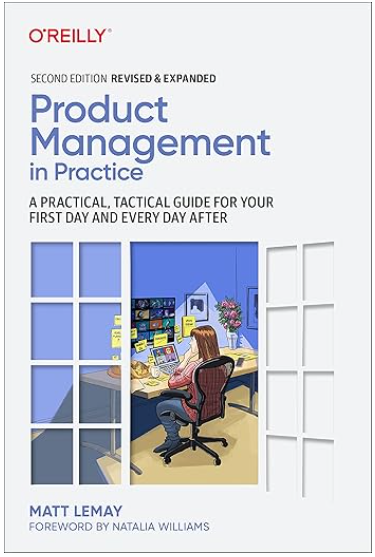 O'REILLY®
SECOND EDITION REVISED & EXPANDED
Product
Management
in Practice
A PRACTICAL, TACTICAL GUIDE FOR YOUR
FIRST DAY AND EVERY DAY AFTER
MATT LEMAY
FOREWORD BY NATALIA WILLIAMS